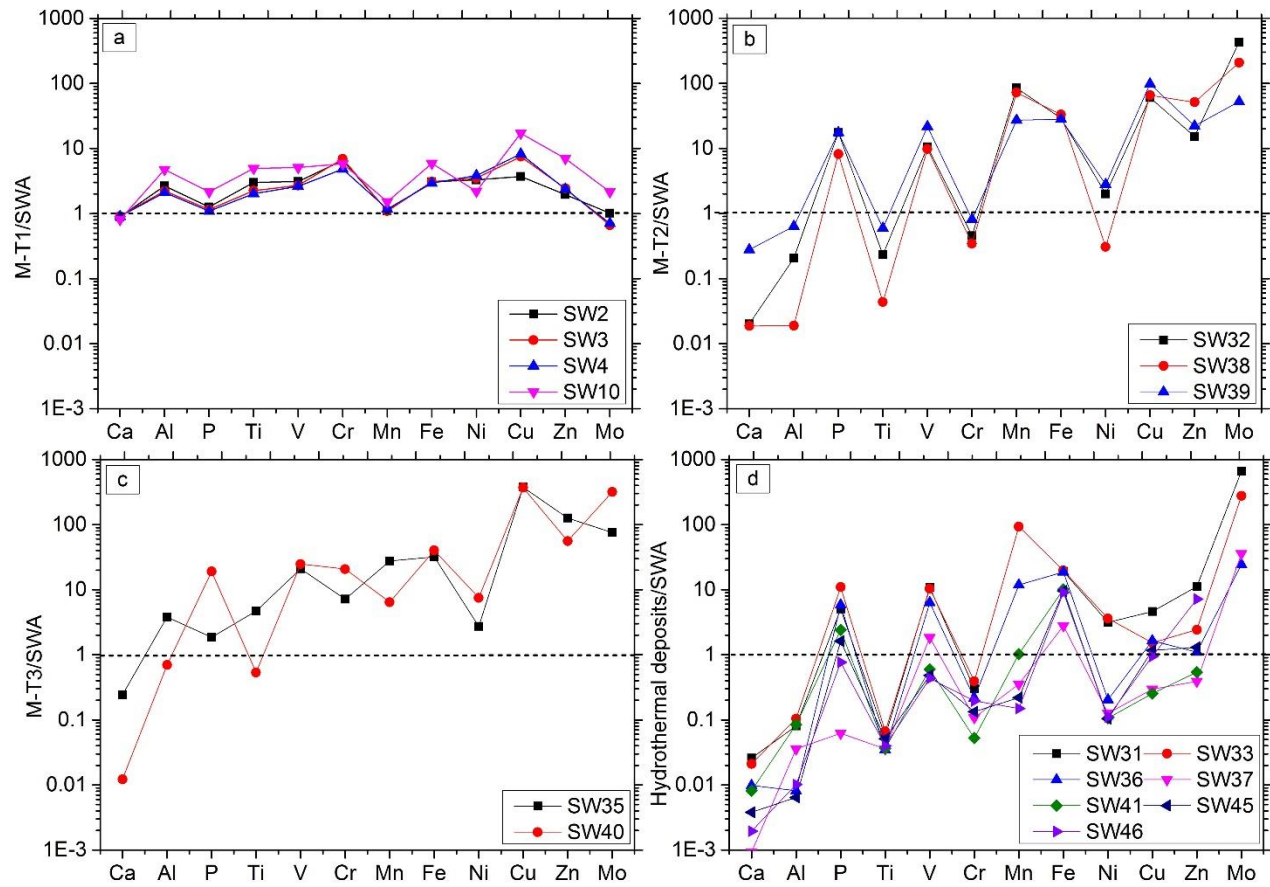 a
1000
100
10
1
0.1
0.01
1E-3
M-T1/SWA
Ca Al P Ti V Cr Mn Fe Ni Cu Zn Mo
SW2
SW3
SW4
SW10
b
1000
100
10
1
0.1
0.01
1E-3
M-T2/SWA
Ca Al P Ti V Cr Mn Fe Ni Cu Zn Mo
SW32
SW38
SW39
c
1000
100
10
1
0.1
0.01
1E-3
M-T3/SWA
Ca Al P Ti V Cr Mn Fe Ni Cu Zn Mo
SW35
SW40
d
1000
100
10
1
0.1
0.01
1E-3
Hydrothermal deposits/SWA
Ca Al P Ti V Cr Mn Fe Ni Cu Zn Mo
SW31 SW33
SW36 SW37
SW41 SW45
SW46